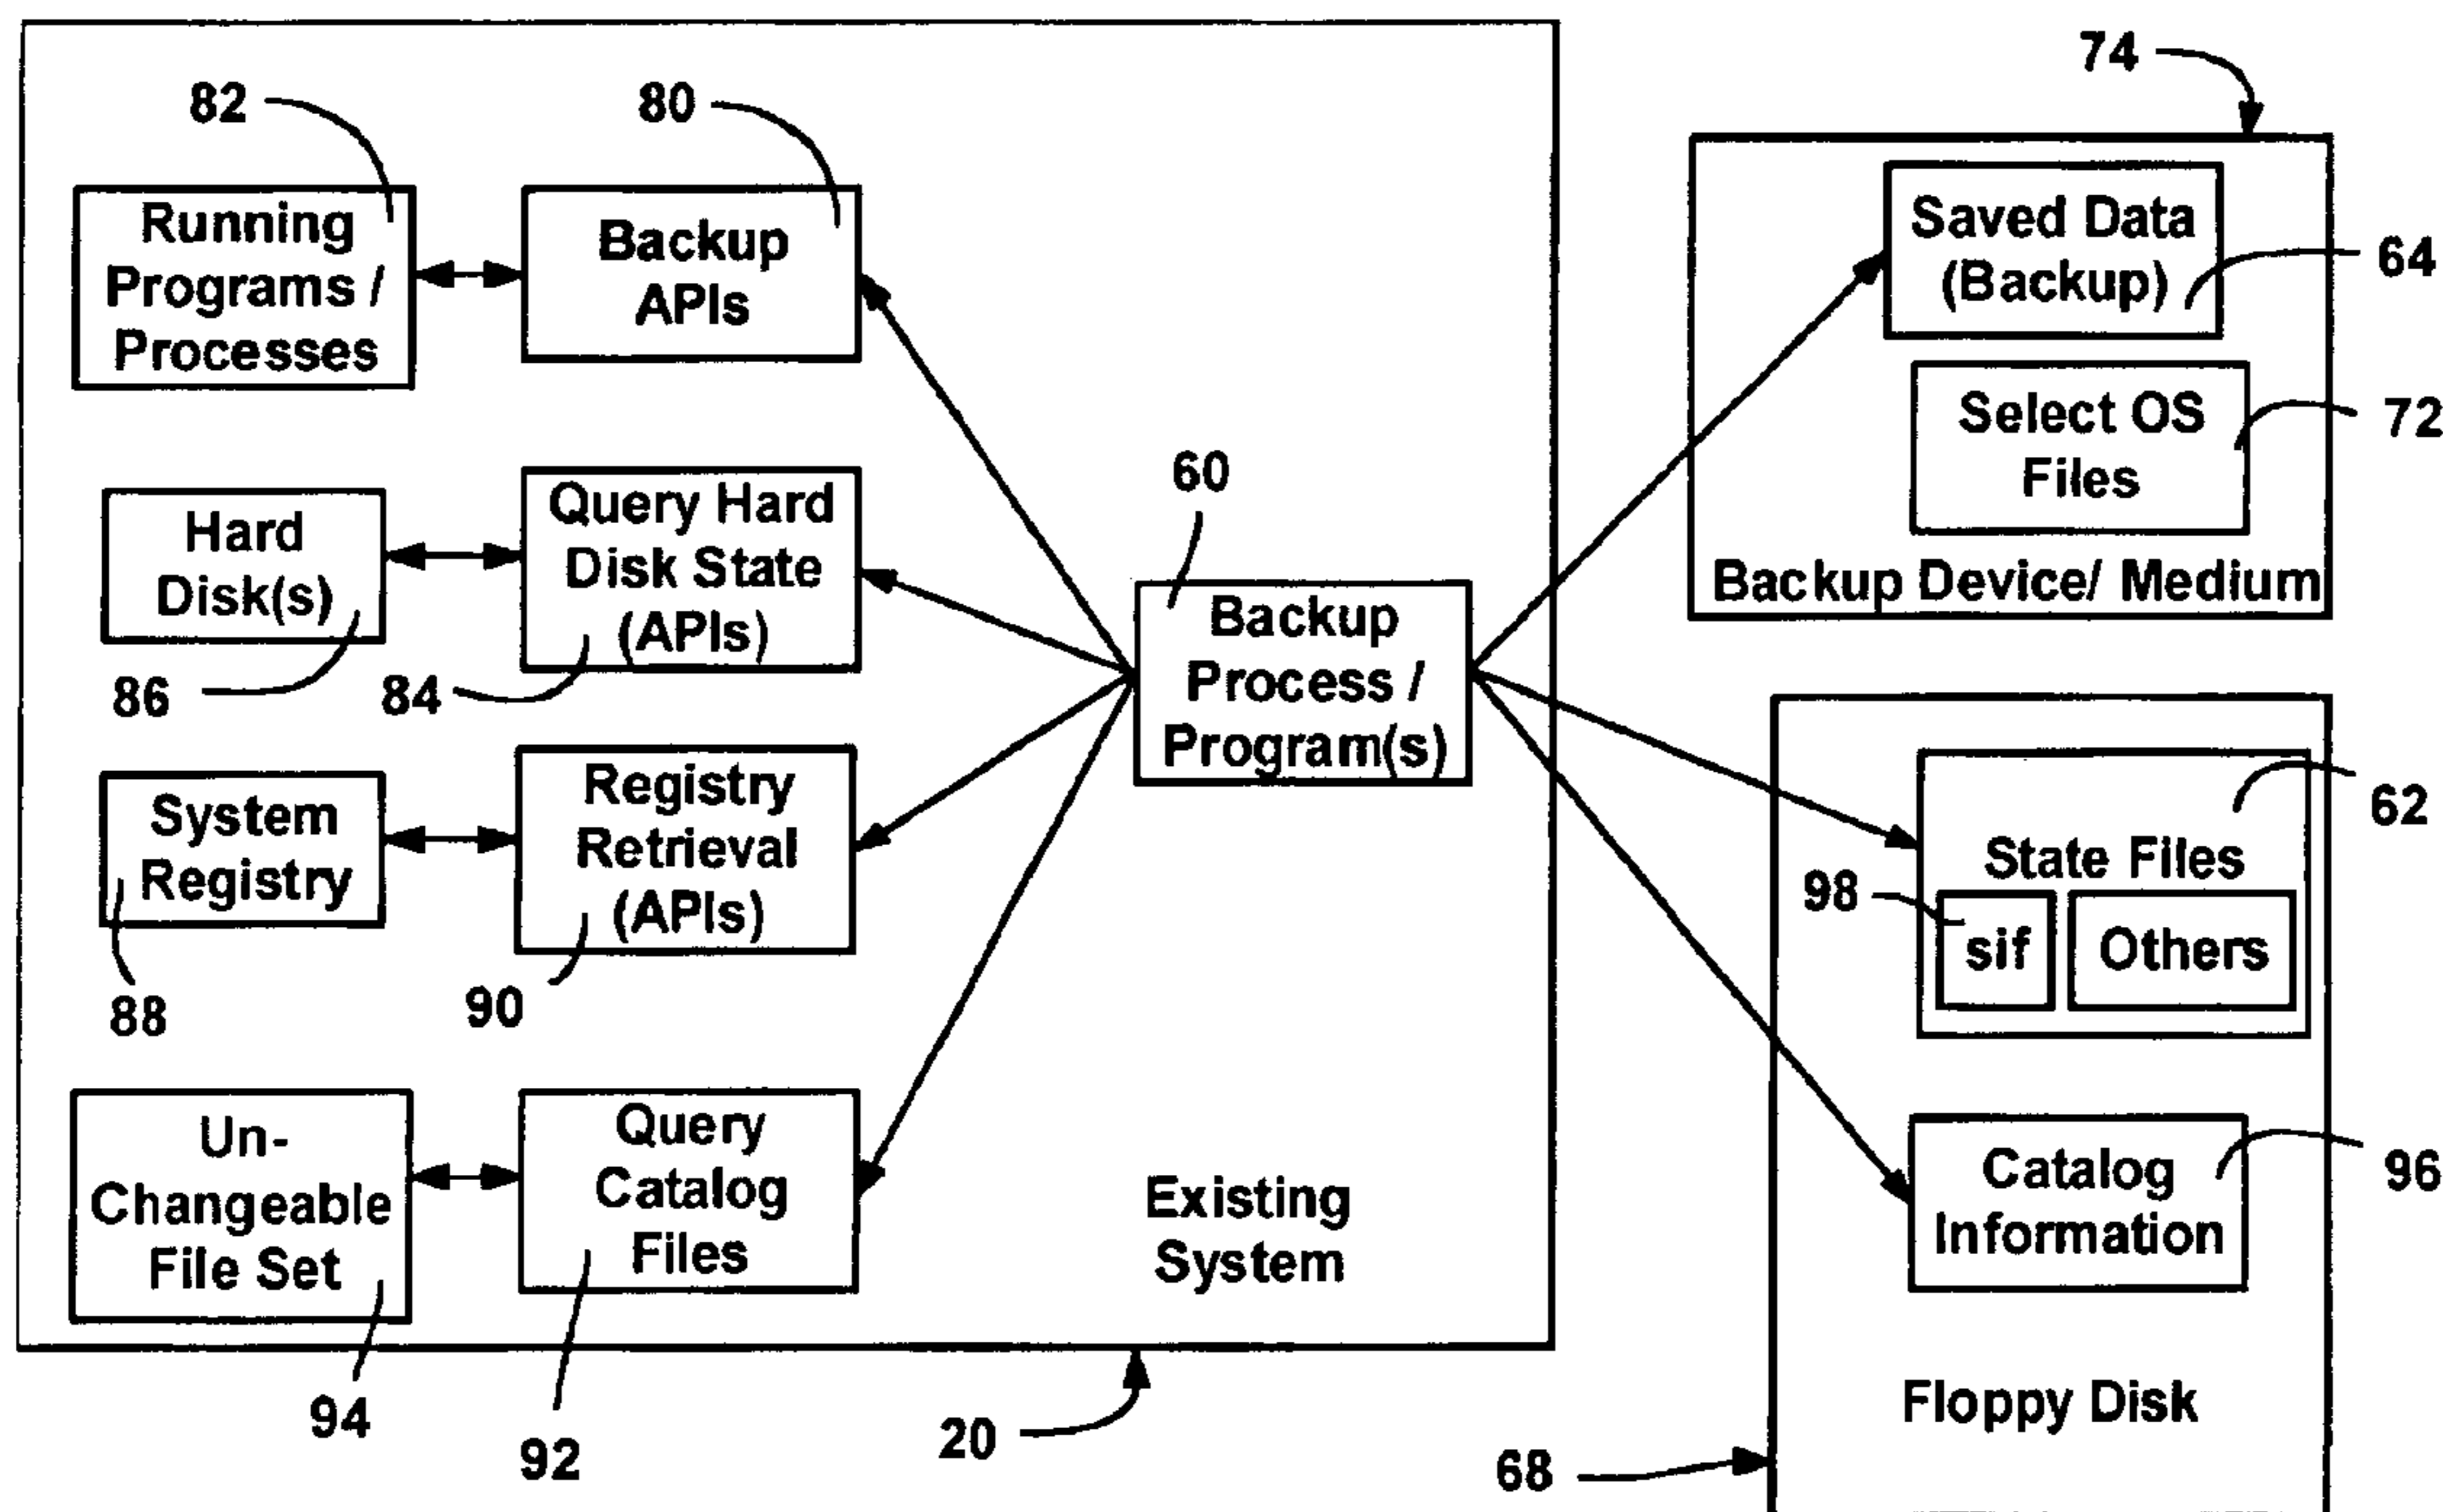 82
80
74
Running
Programs /
Processes
Backup
APIs
Saved Data
(Backup)
64
Select OS
Files
72
Backup Device/ Medium
Hard
Disk(s)
86
Query Hard
Disk State
(APIs)
84
60
Backup
Process /
Program(s)
System
Registry
88
Registry
Retrieval
(APIs)
90
62
State Files
98
sif
Others
Un-
Changeable
File Set
94
Query
Catalog
Files
92
Existing
System
20
Catalog
Information
96
Floppy Disk
68